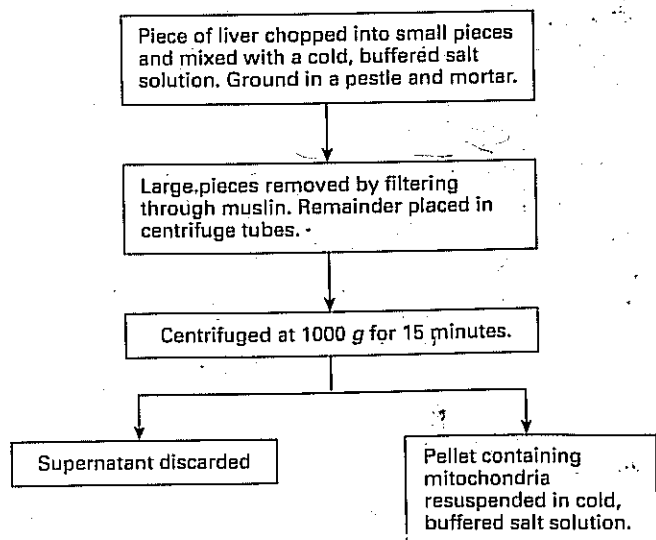 Piece of liver chopped into small pieces
and mixed with a cold, buffered salt
solution. Ground in a pestle and mortar.
Large pieces removed by filtering
through muslin. Remainder placed in
centrifuge tubes.
Centrifuged at 1000 g for 15 minutes.
Supernatant discarded
Pellet containing
mitochondria
resuspended in cold,
buffered salt solution.